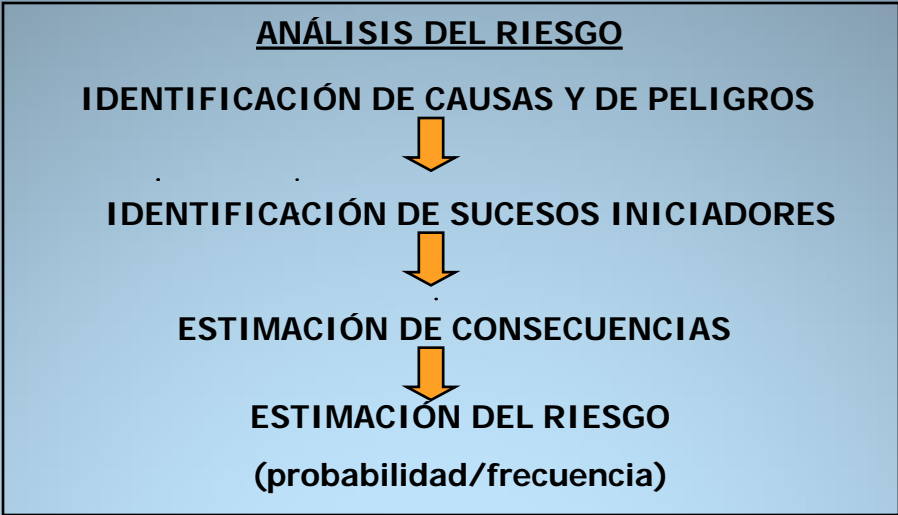 ANÁLISIS DEL RIESGO
IDENTIFICACIÓN DE CAUSAS Y DE PELIGROS
IDENTIFICACIÓN DE SUCESOS INICIADORES
ESTIMACIÓN DE CONSECUENCIAS
ESTIMACIÓN DEL RIESGO
(probabilidad/frecuencia)